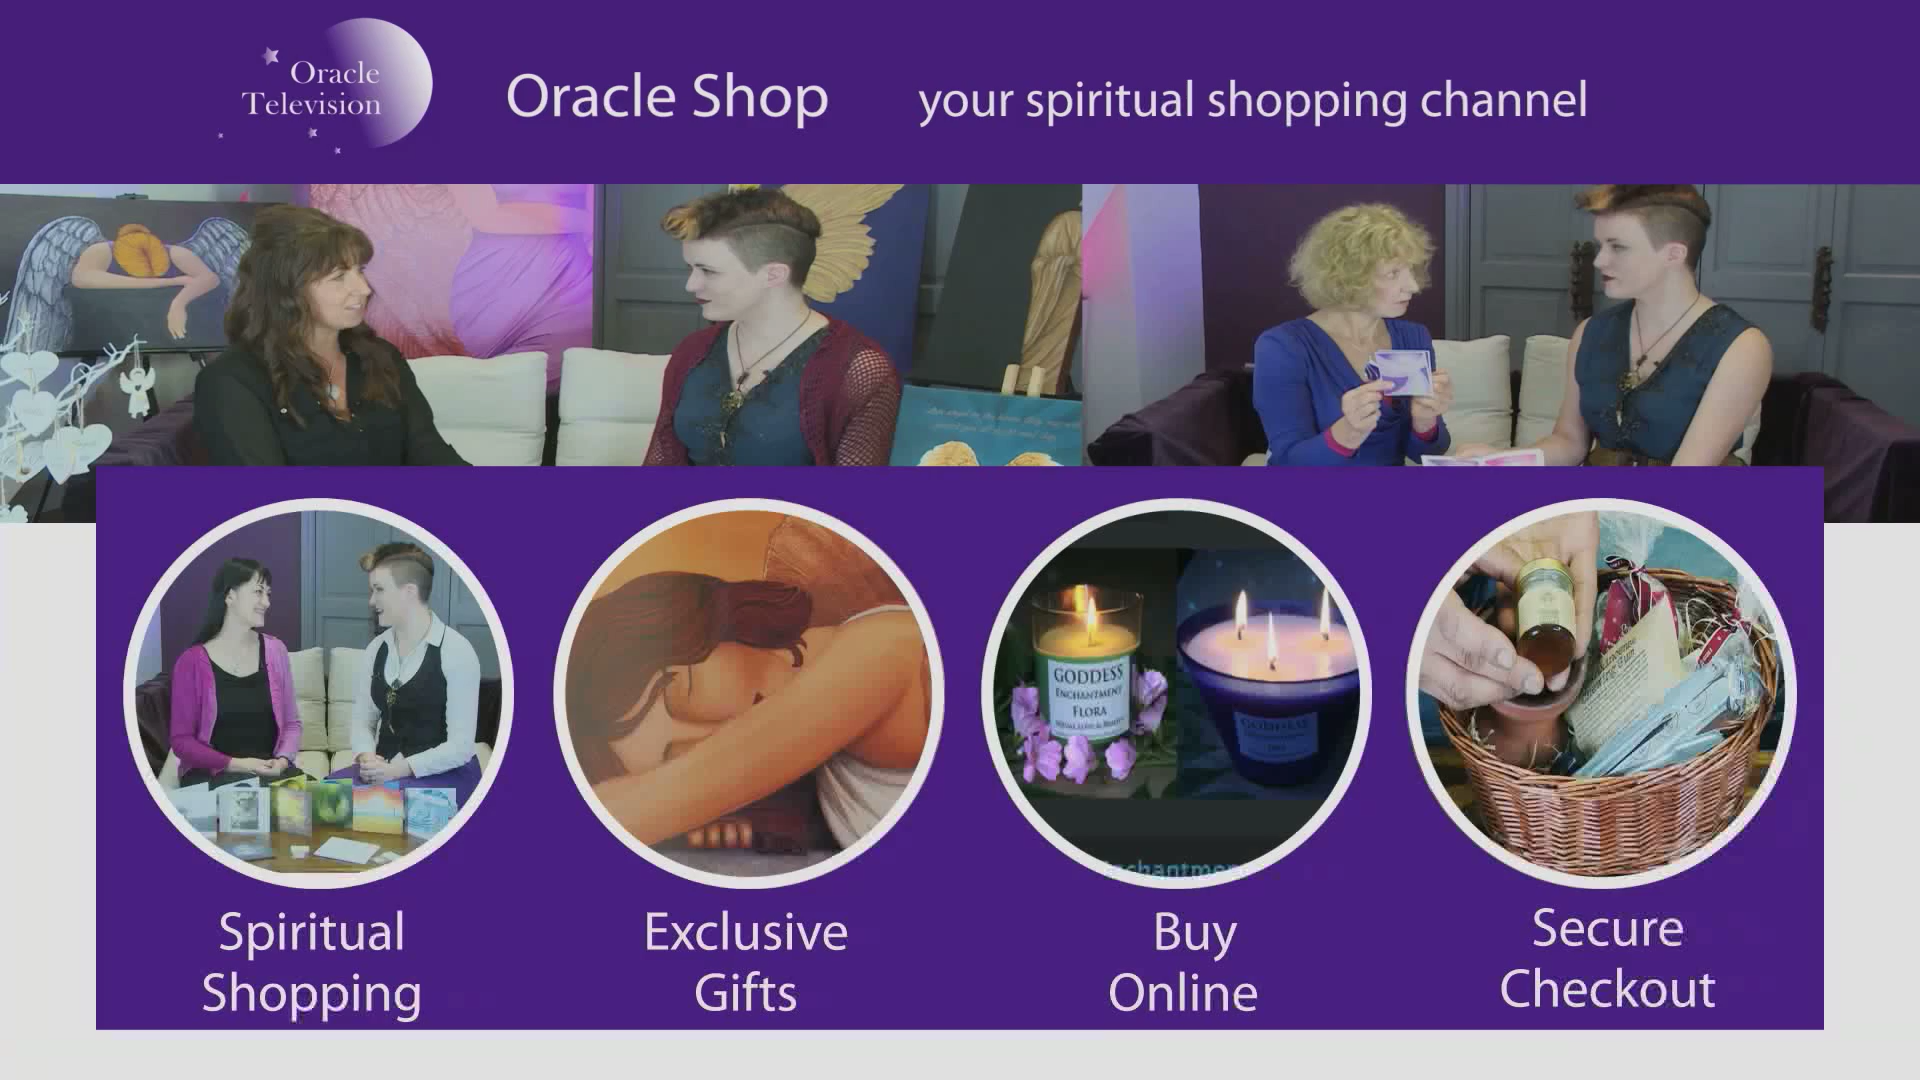 Oracle
Television
Oracle Shop
your spiritual shopping channel
GODDESS
ENCHANTMENT
FLORA
Spiritual
Shopping
Exclusive
Gifts
Buy
Online
Secure
Checkout